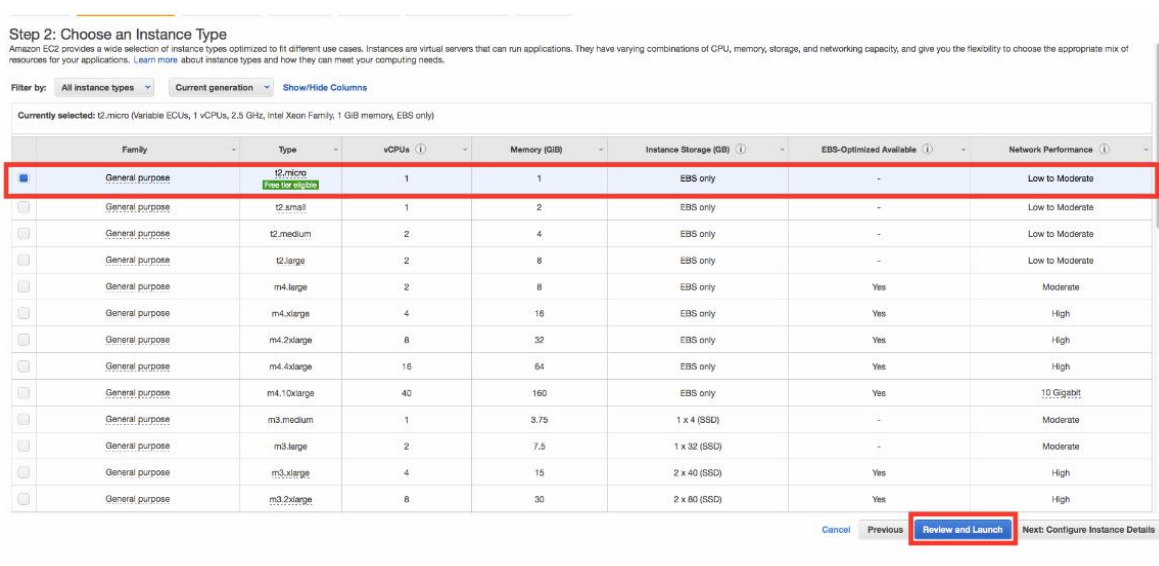 Step 2: Choose an Instance Type
Amazon EC2 provides a wide selection of instance types optimized to fit different use cases. Instances are virtual servers that can run applications. They have varying combinations of CPU, memory, storage, and networking capacity, and give you the flexibility to choose the appropriate mix of
resources for your applications. Learn more about instance types and how they can meet your computing needs.
Filter by: All instance types Current generation Show/Hide Columns
Currently selected: t2.micro (Variable ECUs, 1 vCPUs, 2.5 GHz, Intel Xeon Family, 1 GiB memory, EBS only)
Family Type vCPUs Memory (GiB) Instance Storage (GB) EBS-Optimized Available Network Performance
General purpose t2.micro 1 1 EBS only - Low to Moderate
Free tier eligible
General purpose t2.small 1 2 EBS only - Low to Moderate
General purpose t2.medium 2 4 EBS only - Low to Moderate
General purpose t2.large 2 8 EBS only - Low to Moderate
General purpose m4.large 2 8 EBS only Yes Moderate
General purpose m4.xlarge 4 16 EBS only Yes High
General purpose m4.2xlarge 8 32 EBS only Yes High
General purpose m4.4xlarge 16 64 EBS only Yes High
General purpose m4.10xlarge 40 160 EBS only Yes 10 Gigabit
General purpose m3.medium 1 3.75 1 x 4 (SSD) - Moderate
General purpose m3.large 2 7.5 1 x 32 (SSD) - Moderate
General purpose m3.xlarge 4 15 2 x 40 (SSD) Yes High
General purpose m3.2xlarge 8 30 2 x 80 (SSD) Yes High
Cancel Previous Review and Launch Next: Configure Instance Details